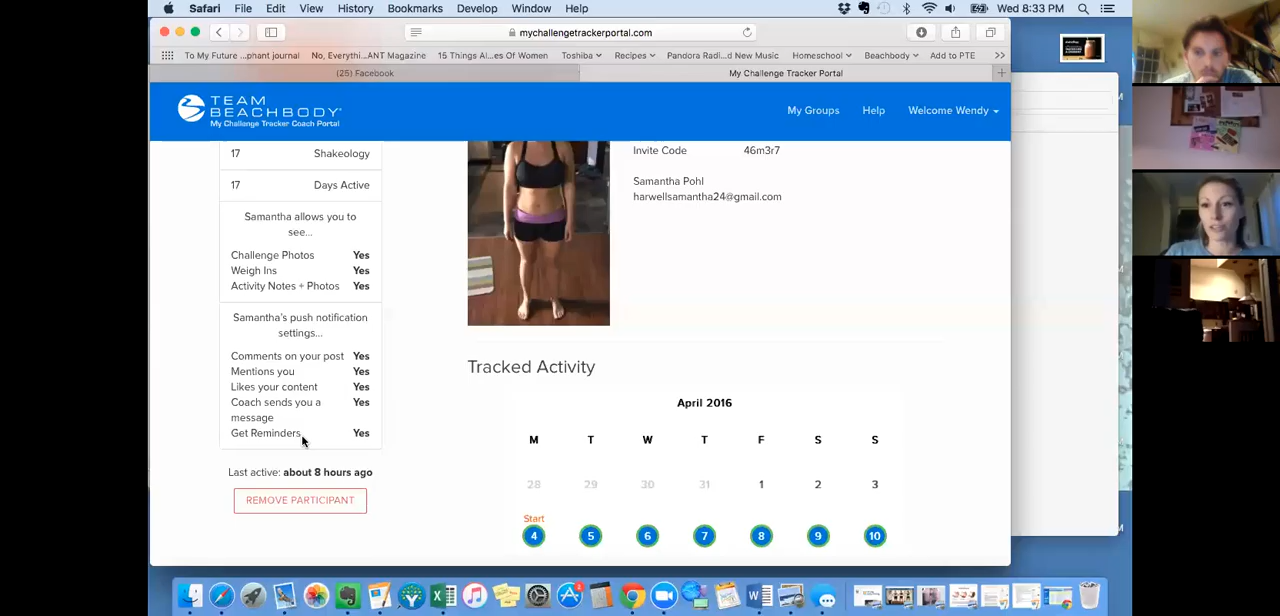 Safari File Edit View History Bookmarks Develop Window Help Wed 8:33 PM
mychallengetrackerportal.com
To My Future ...phant journal No, Everythi...ANT Magazine 15 Things Al...es Of Women Toshiba Recipes Pandora Radi...d New Music Homeschool Beachbody Add to PTE >>
(25) Facebook My Challenge Tracker Portal +
TEAM
BEACHBODY
My Challenge Tracker Coach Portal
My Groups Help Welcome Wendy
17 Shakeology
17 Days Active
Samantha allows you to
see...
Challenge Photos Yes
Weigh Ins Yes
Activity Notes + Photos Yes
Samantha's push notification
settings...
Comments on your post Yes
Mentions you Yes
Likes your content Yes
Coach sends you a Yes
message
Get Reminders Yes
Last active: about 8 hours ago
REMOVE PARTICIPANT
Invite Code 46m3r7
Samantha Pohl
harwellsamantha24@gmail.com
Tracked Activity
April 2016
M T W T F S S
28 29 30 31 1 2 3
Start
4 5 6 7 8 9 10